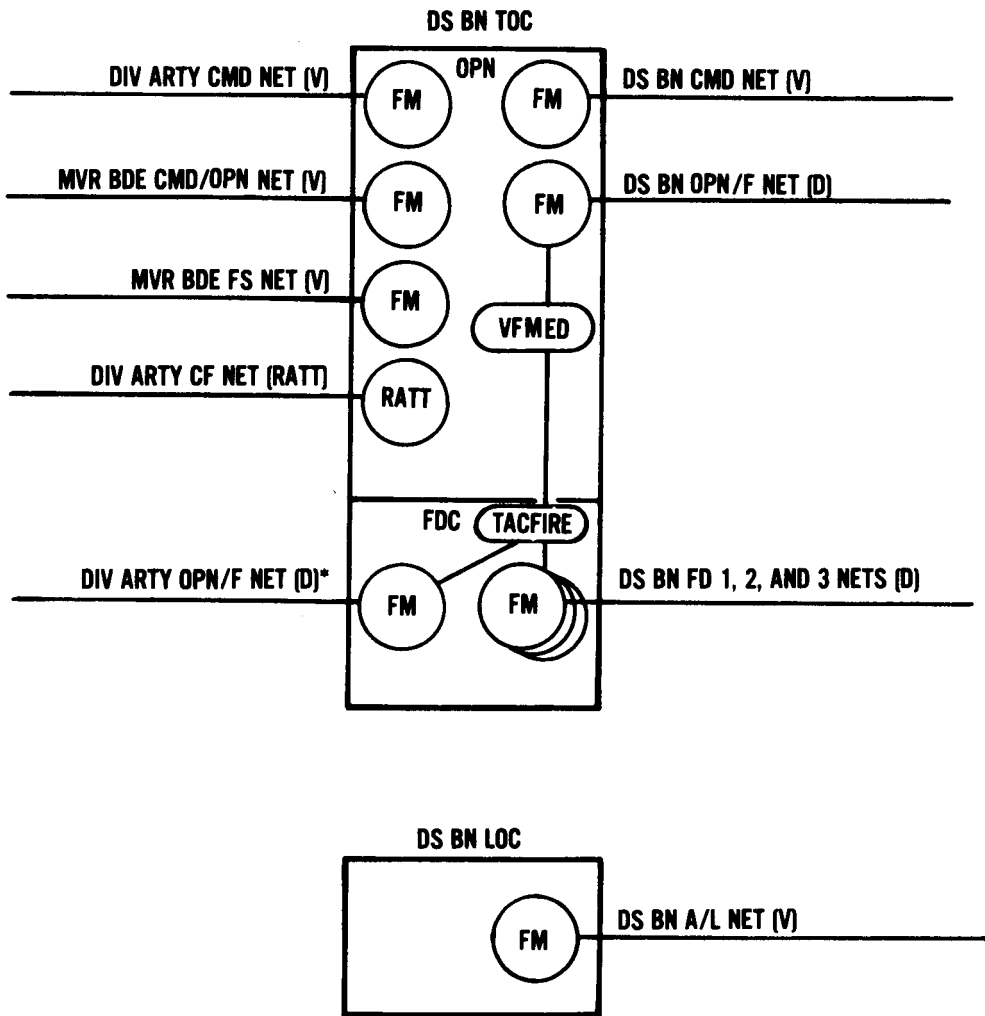 DS BN TOC
OPN
DIV ARTY CMD NET (V)
FM
FM
DS BN CMD NET (V)
MVR BDE CMD/OPN NET (V)
FM
FM
DS BN OPN/F NET (D)
MVR BDE FS NET (V)
FM
VFMED
DIV ARTY CF NET (RATT)
RATT
FDC
TACFIRE
DIV ARTY OPN/F NET (D)*
FM
FM
DS BN FD 1, 2, AND 3 NETS (D)
DS BN LOC
FM
DS BN A/L NET (V)